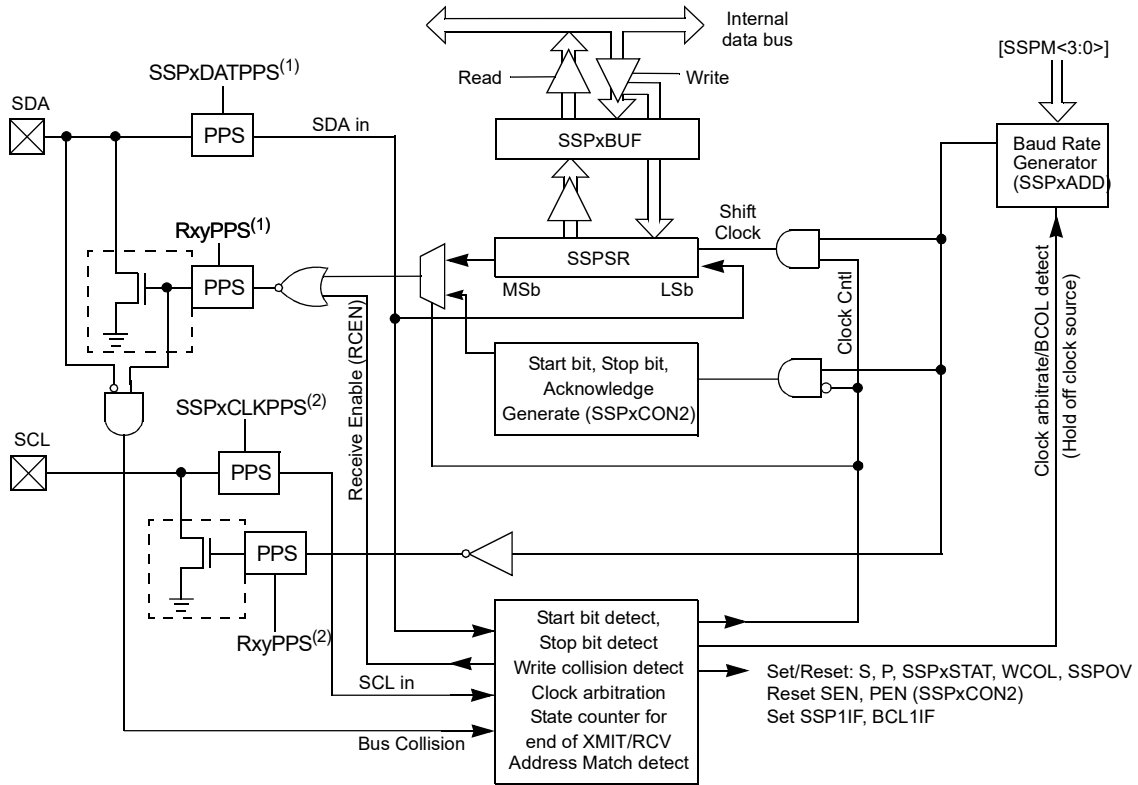 Internal
data bus
[SSPM<3:0>]
SSPxDATPPS(1)
Read
Write
SDA
PPS
SDA in
SSPxBUF
Baud Rate
Generator
(SSPxADD)
RxyPPS(1)
Shift
Clock
PPS
SSPSR
MSb
LSb
Receive Enable (RCEN)
Clock Cntl
Clock arbitrate/BCOL detect
(Hold off clock source)
Start bit, Stop bit,
Acknowledge
Generate (SSPxCON2)
SSPxCLKPPS(2)
SCL
PPS
PPS
RxyPPS(2)
SCL in
Bus Collision
Start bit detect,
Stop bit detect
Write collision detect
Clock arbitration
State counter for
end of XMIT/RCV
Address Match detect
Set/Reset: S, P, SSPxSTAT, WCOL, SSPOV
Reset SEN, PEN (SSPxCON2)
Set SSP1IF, BCL1IF